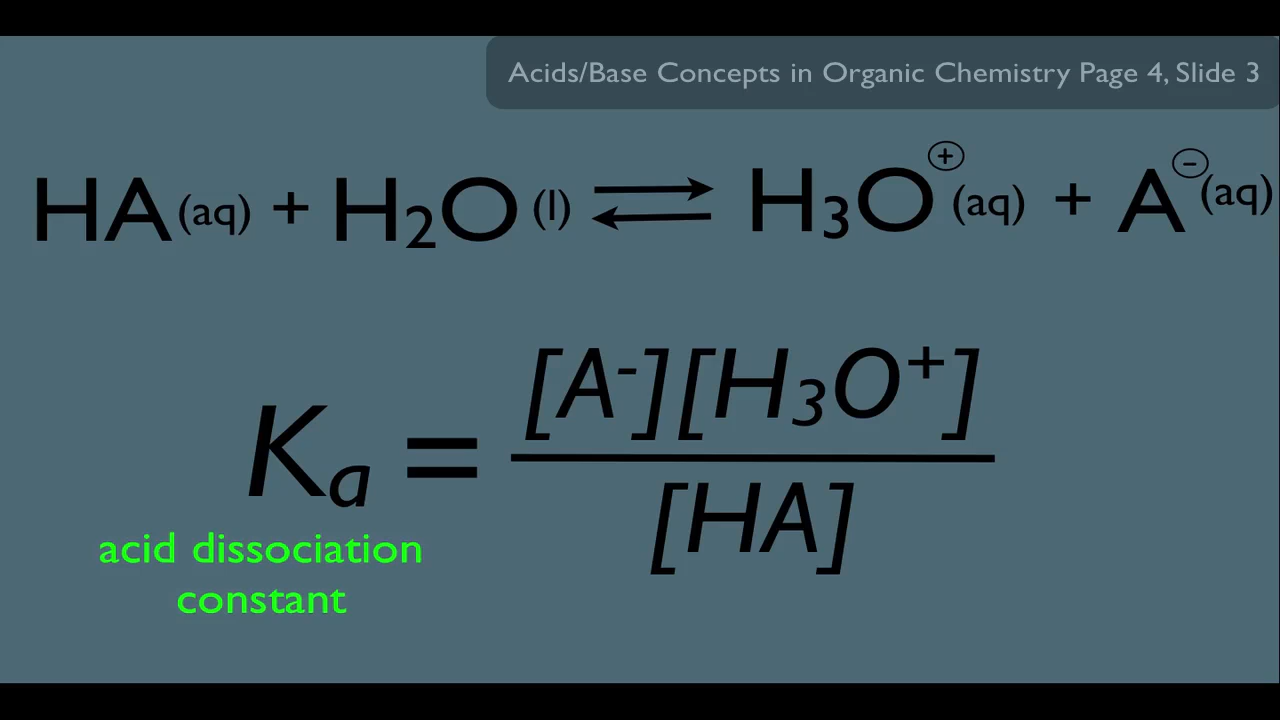 Acids/Base Concepts in Organic Chemistry Page 4, Slide 3
HA(aq) + H₂O (l) ⇌ H₃O⊕(aq) + A⊖(aq)
[A⁻][H₃O⁺]
Kₐ =
[HA]
acid dissociation
constant